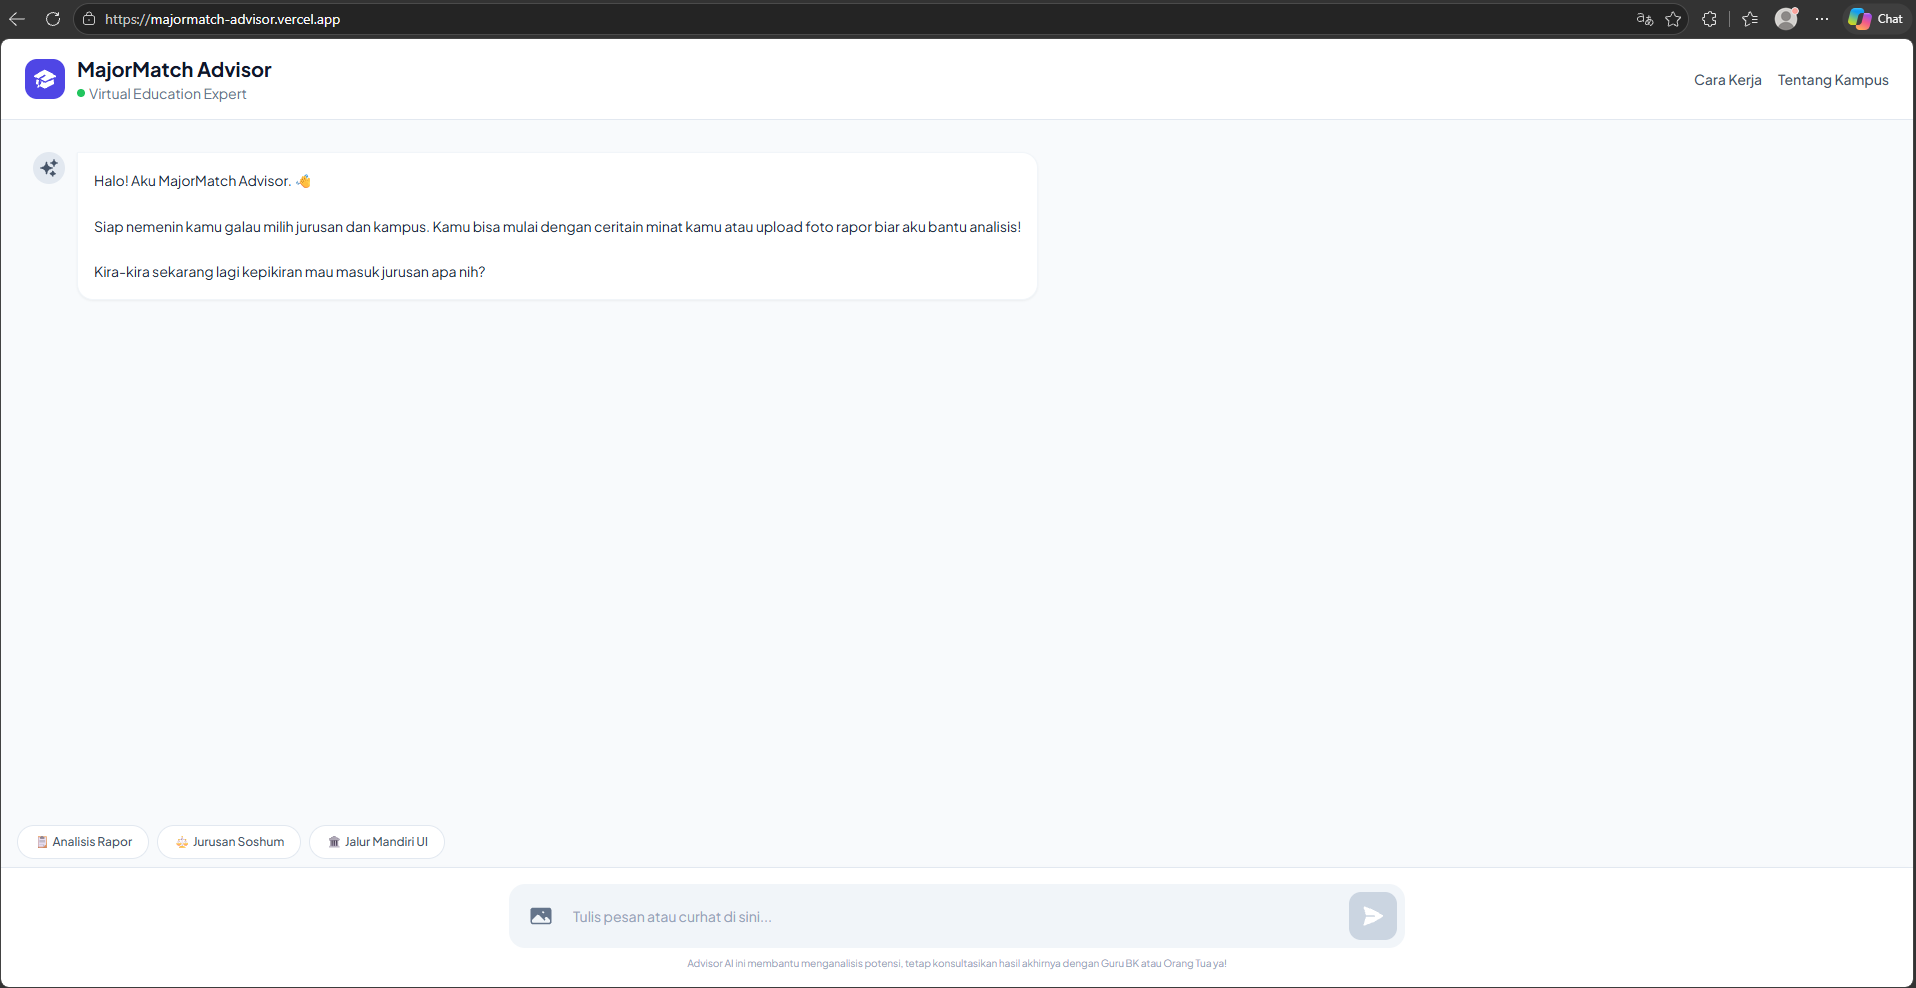 https://majormatch-advisor.vercel.app
Chat
MajorMatch Advisor
Virtual Education Expert
Cara Kerja
Tentang Kampus
Halo! Aku MajorMatch Advisor. 👋
Siap nemenin kamu galau milih jurusan dan kampus. Kamu bisa mulai dengan ceritain minat kamu atau upload foto rapor biar aku bantu analisis!
Kira-kira sekarang lagi kepikiran mau masuk jurusan apa nih?
Analisis Rapor
Jurusan Soshum
Jalur Mandiri UI
Tulis pesan atau curhat di sini...
Advisor AI ini membantu menganalisis potensi, tetap konsultasikan hasil akhirnya dengan Guru BK atau Orang Tua ya!